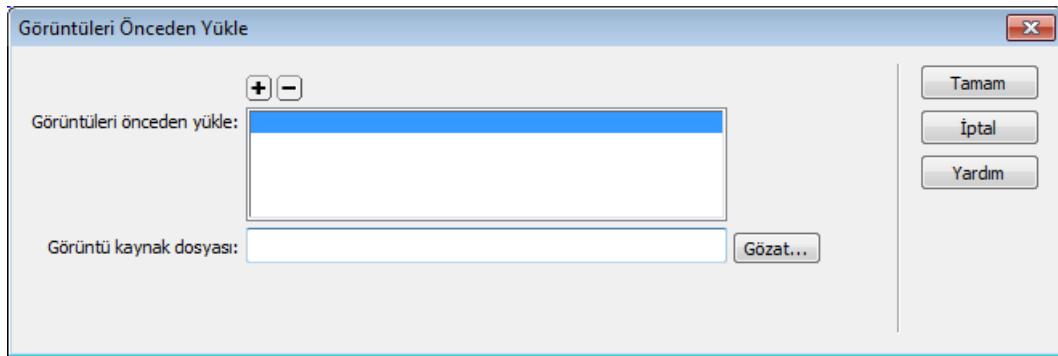 Görüntüleri Önceden Yükle
Görüntüleri önceden yükle:
Görüntü kaynak dosyası:
Gözat...
Tamam
İptal
Yardım